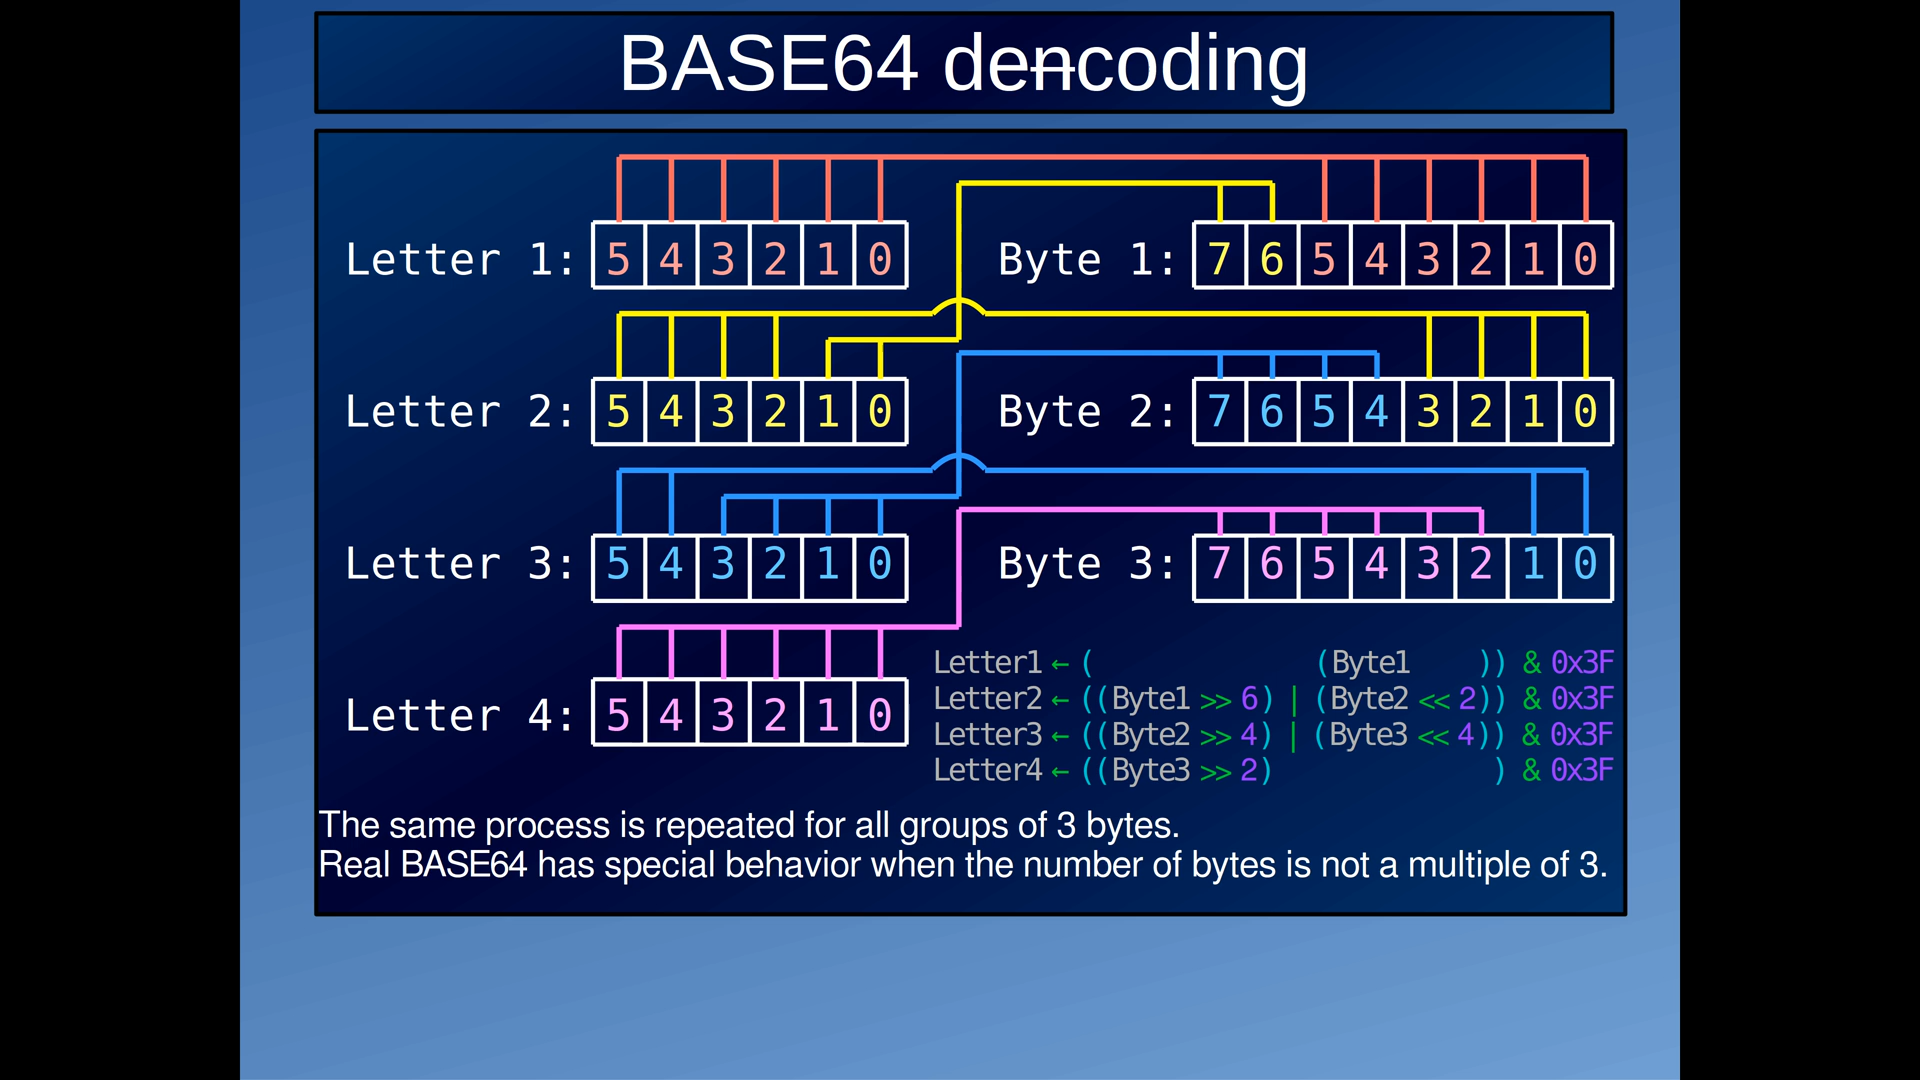 BASE64 dencoding
Letter 1: 5 4 3 2 1 0 Byte 1: 7 6 5 4 3 2 1 0
Letter 2: 5 4 3 2 1 0 Byte 2: 7 6 5 4 3 2 1 0
Letter 3: 5 4 3 2 1 0 Byte 3: 7 6 5 4 3 2 1 0
Letter 4: 5 4 3 2 1 0
Letter1 ← ( (Byte1 )) & 0x3F
Letter2 ← ((Byte1 >> 6) | (Byte2 << 2)) & 0x3F
Letter3 ← ((Byte2 >> 4) | (Byte3 << 4)) & 0x3F
Letter4 ← ((Byte3 >> 2) ) & 0x3F
The same process is repeated for all groups of 3 bytes.
Real BASE64 has special behavior when the number of bytes is not a multiple of 3.